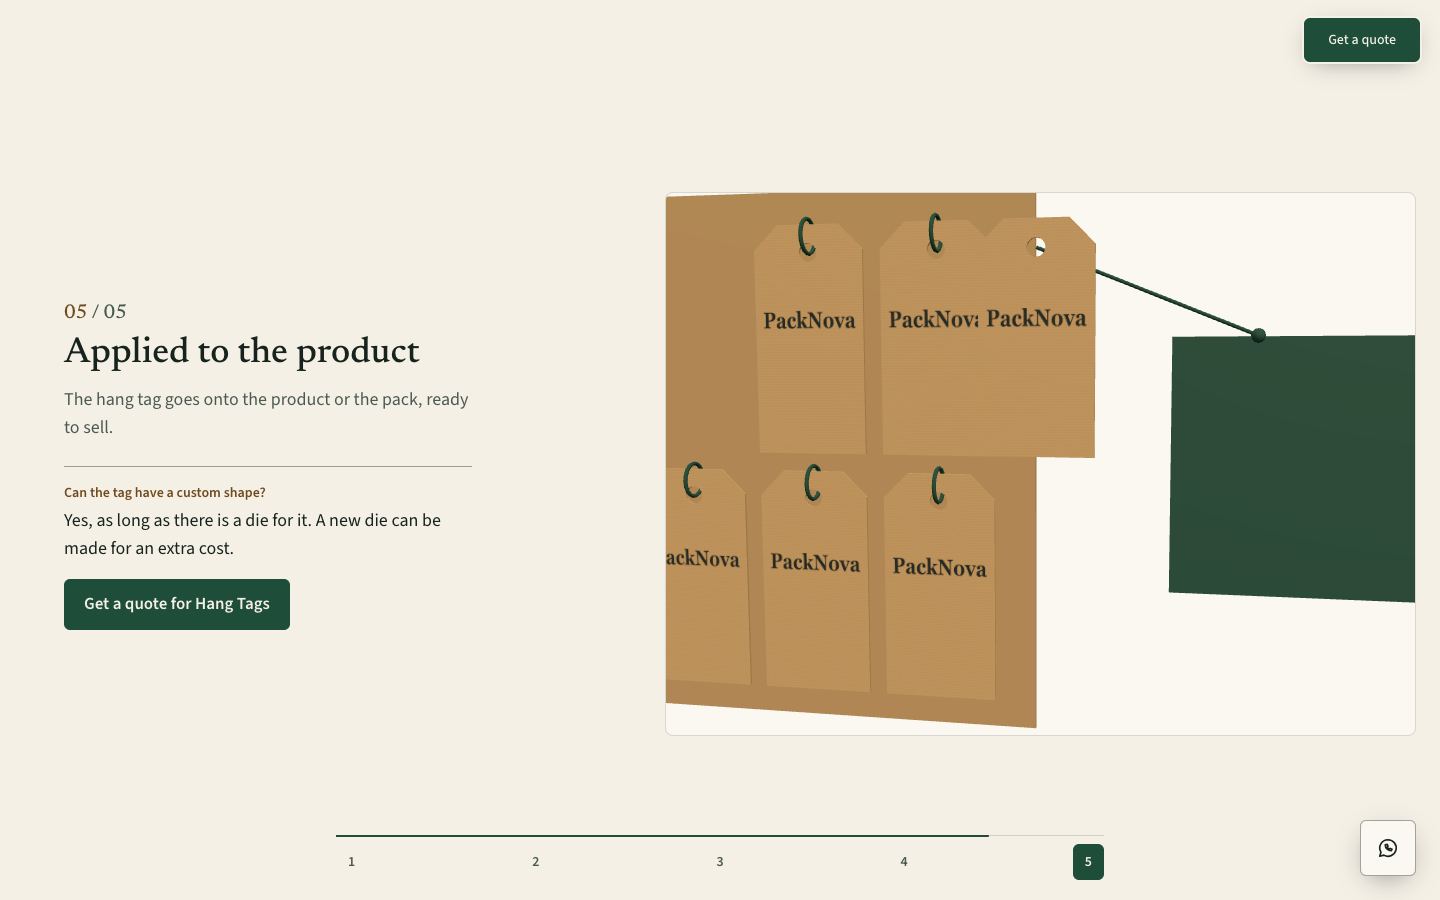 Get a quote
05 / 05
Applied to the product
The hang tag goes onto the product or the pack, ready
to sell.
Can the tag have a custom shape?
Yes, as long as there is a die for it. A new die can be
made for an extra cost.
Get a quote for Hang Tags
PackNova
PackNova
PackNova
ackNova
PackNova
PackNova
1
2
3
4
5